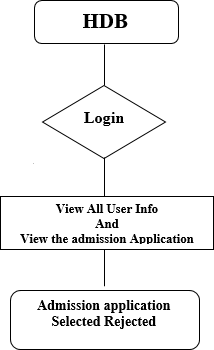 HDB
Login
View All User Info
And
View the admission Application
Admission application
Selected Rejected